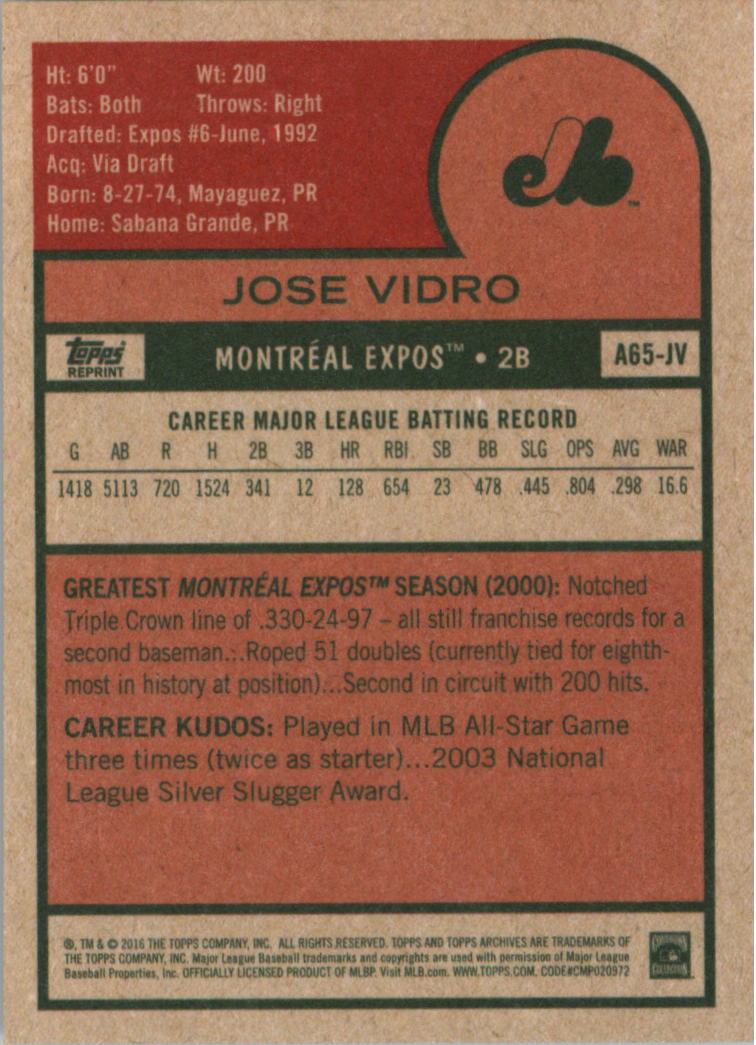 Ht: 6'0" Wt: 200
Bats: Both Throws: Right
Drafted: Expos #6-June, 1992
Acq: Via Draft
Born: 8-27-74, Mayaguez, PR
Home: Sabana Grande, PR
eb
TM
JOSE VIDRO
Topps REPRINT
MONTRÉAL EXPOS™ • 2B
A65-JV
CAREER MAJOR LEAGUE BATTING RECORD
G AB R H 2B 3B HR RBI SB BB SLG OPS AVG WAR
1418 5113 720 1524 341 12 128 654 23 478 .445 .804 .298 16.6
GREATEST MONTRÉAL EXPOS™ SEASON (2000): Notched
Triple Crown line of .330-24-97 – all still franchise records for a
second baseman...Roped 51 doubles (currently tied for eighth-
most in history at position)...Second in circuit with 200 hits.
CAREER KUDOS: Played in MLB All-Star Game
three times (twice as starter)...2003 National
League Silver Slugger Award.
®, TM & © 2016 THE TOPPS COMPANY, INC. ALL RIGHTS RESERVED. TOPPS AND TOPPS ARCHIVES ARE TRADEMARKS OF
THE TOPPS COMPANY, INC. Major League Baseball trademarks and copyrights are used with permission of Major League
Baseball Properties, Inc. OFFICIALLY LICENSED PRODUCT OF MLBP. Visit MLB.com. WWW.TOPPS.COM. CODE#CMP020972